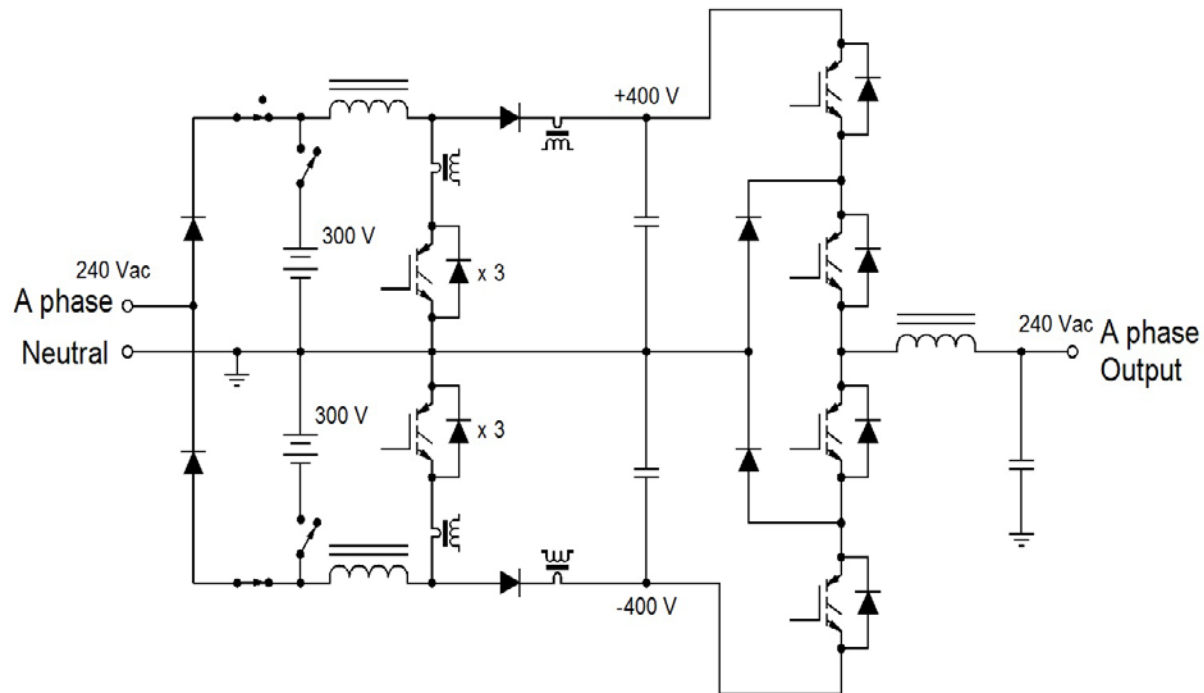 +400 V
300 V
x 3
240 Vac
A phase
Neutral
240 Vac
A phase
Output
300 V
x 3
-400 V